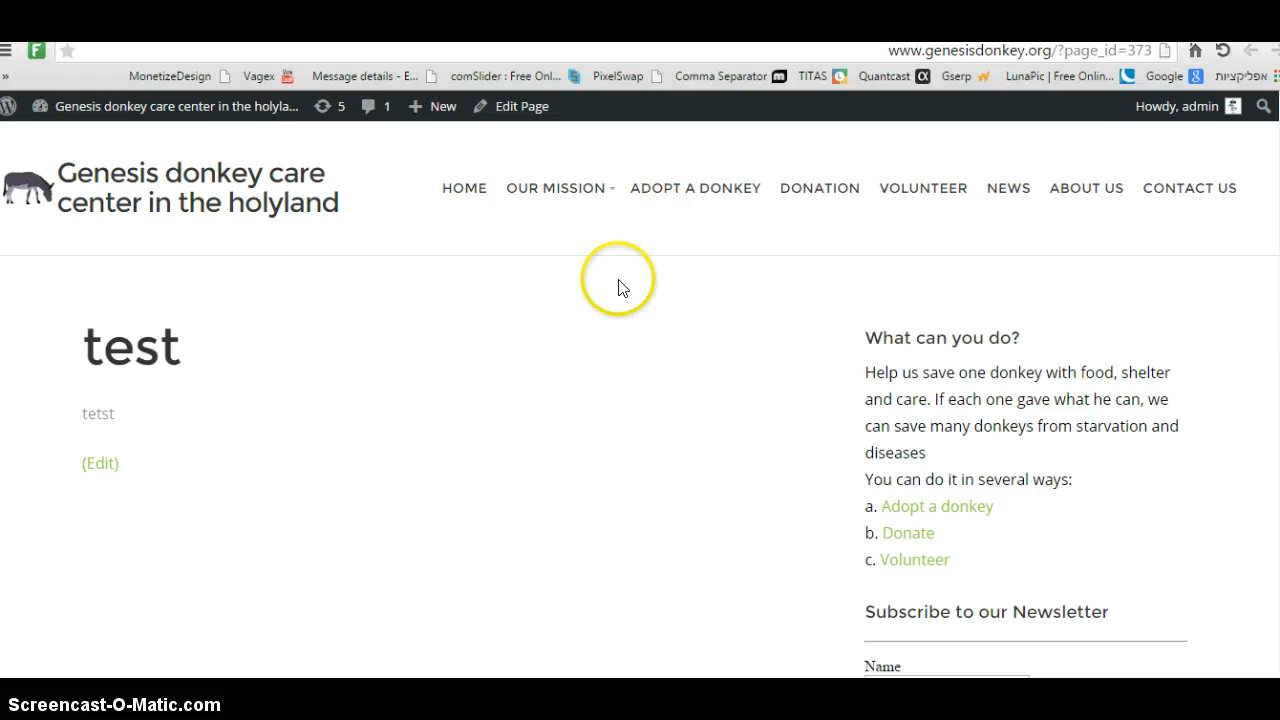 www.genesisdonkey.org/?page_id=373
» MonetizeDesign Vagex Message details - E... comSlider : Free Onl... PixelSwap Comma Separator TITAS Quantcast Gserp LunaPic | Free Onlin... Google אפליקציות
Genesis donkey care center in the holyla... 5 1 New Edit Page Howdy, admin
Genesis donkey care
center in the holyland
HOME OUR MISSION ADOPT A DONKEY DONATION VOLUNTEER NEWS ABOUT US CONTACT US
test
tetst
(Edit)
What can you do?
Help us save one donkey with food, shelter
and care. If each one gave what he can, we
can save many donkeys from starvation and
diseases
You can do it in several ways:
a. Adopt a donkey
b. Donate
c. Volunteer
Subscribe to our Newsletter
Name
Screencast-O-Matic.com